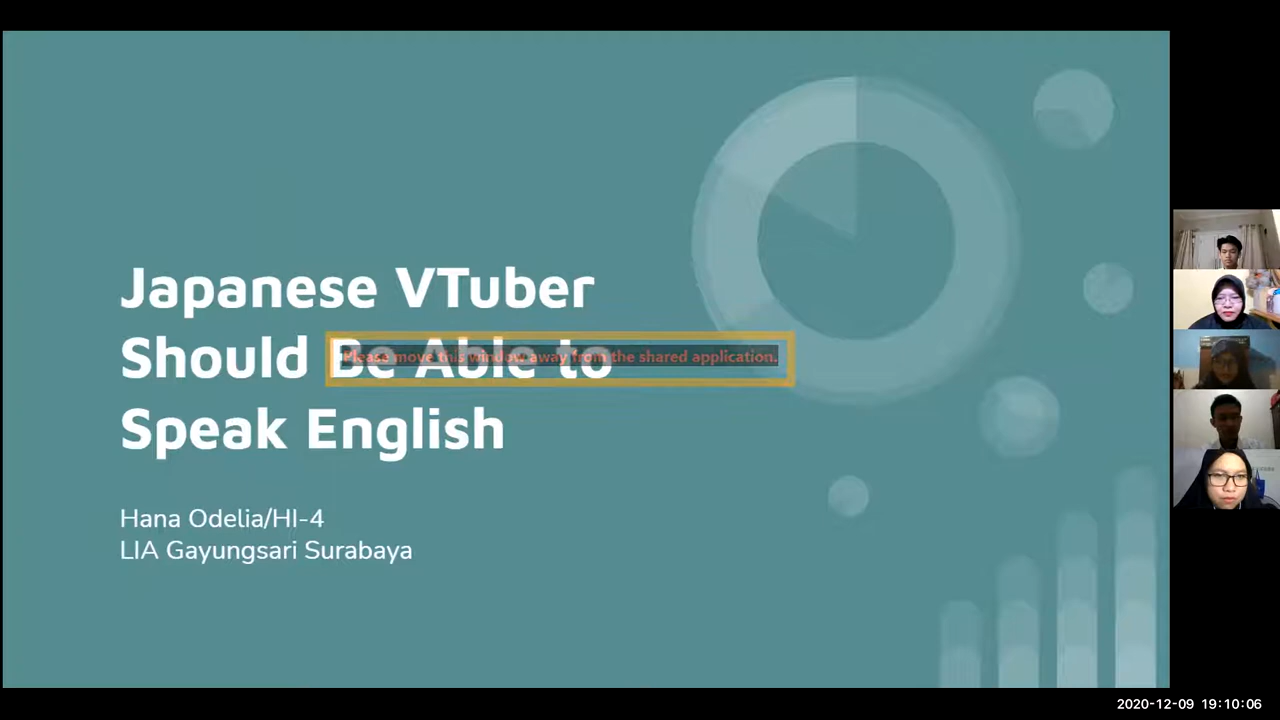 Japanese VTuber
Should Be Able to
Please move this window away from the shared application.
Speak English
Hana Odelia/HI-4
LIA Gayungsari Surabaya
2020-12-09 19:10:06